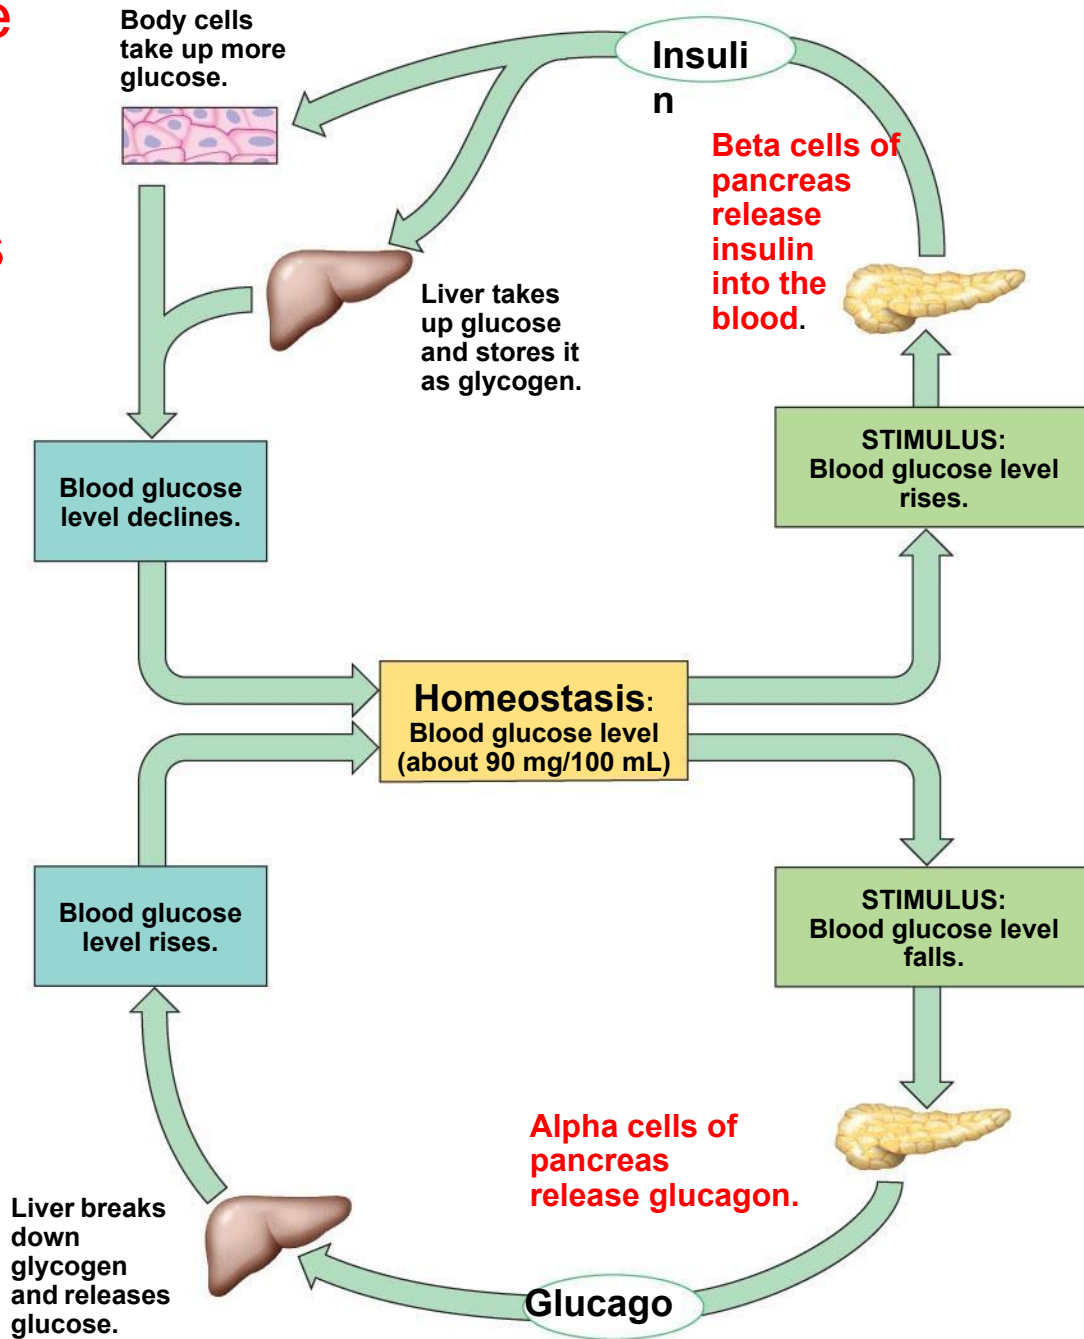 e
s
Body cells
take up more
glucose.
Insuli
n
Beta cells of
pancreas
release
insulin
into the
blood.
Liver takes
up glucose
and stores it
as glycogen.
STIMULUS:
Blood glucose level
rises.
Blood glucose
level declines.
Homeostasis:
Blood glucose level
(about 90 mg/100 mL)
Blood glucose
level rises.
STIMULUS:
Blood glucose level
falls.
Alpha cells of
pancreas
release glucagon.
Liver breaks
down
glycogen
and releases
glucose.
Glucago